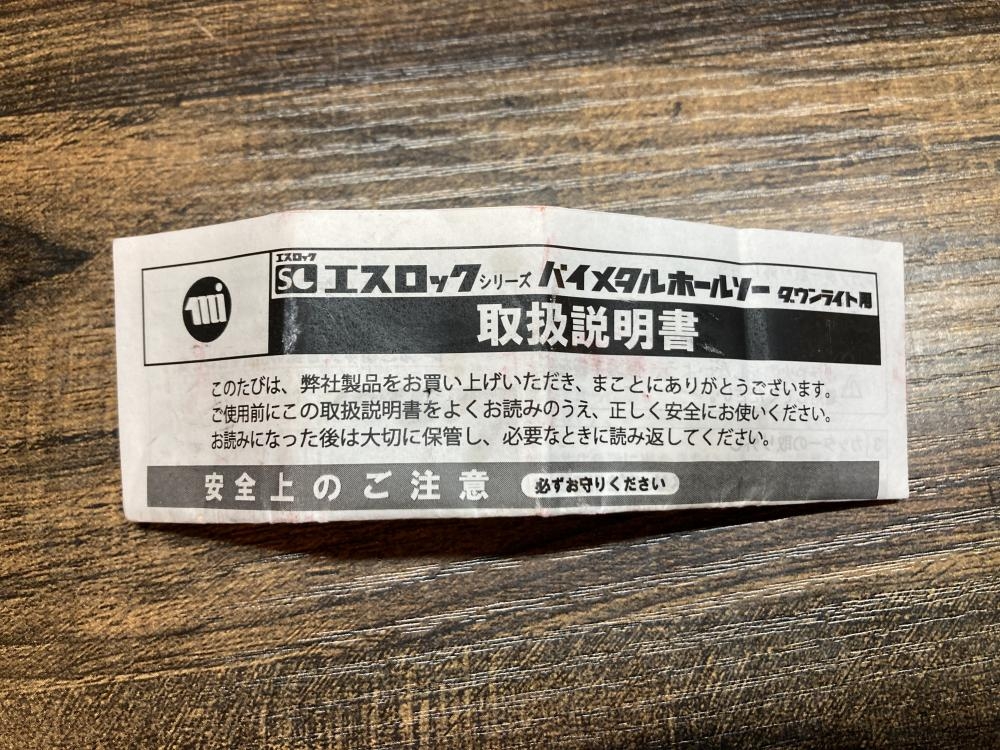 エスロック
SL エスロックシリーズ バイメタルホールソー ダウンライト用
取扱説明書
このたびは、弊社製品をお買い上げいただき、まことにありがとうございます。
ご使用前にこの取扱説明書をよくお読みのうえ、正しく安全にお使いください。
お読みになった後は大切に保管し、必要なときに読み返してください。
安全上のご注意 必ずお守りください